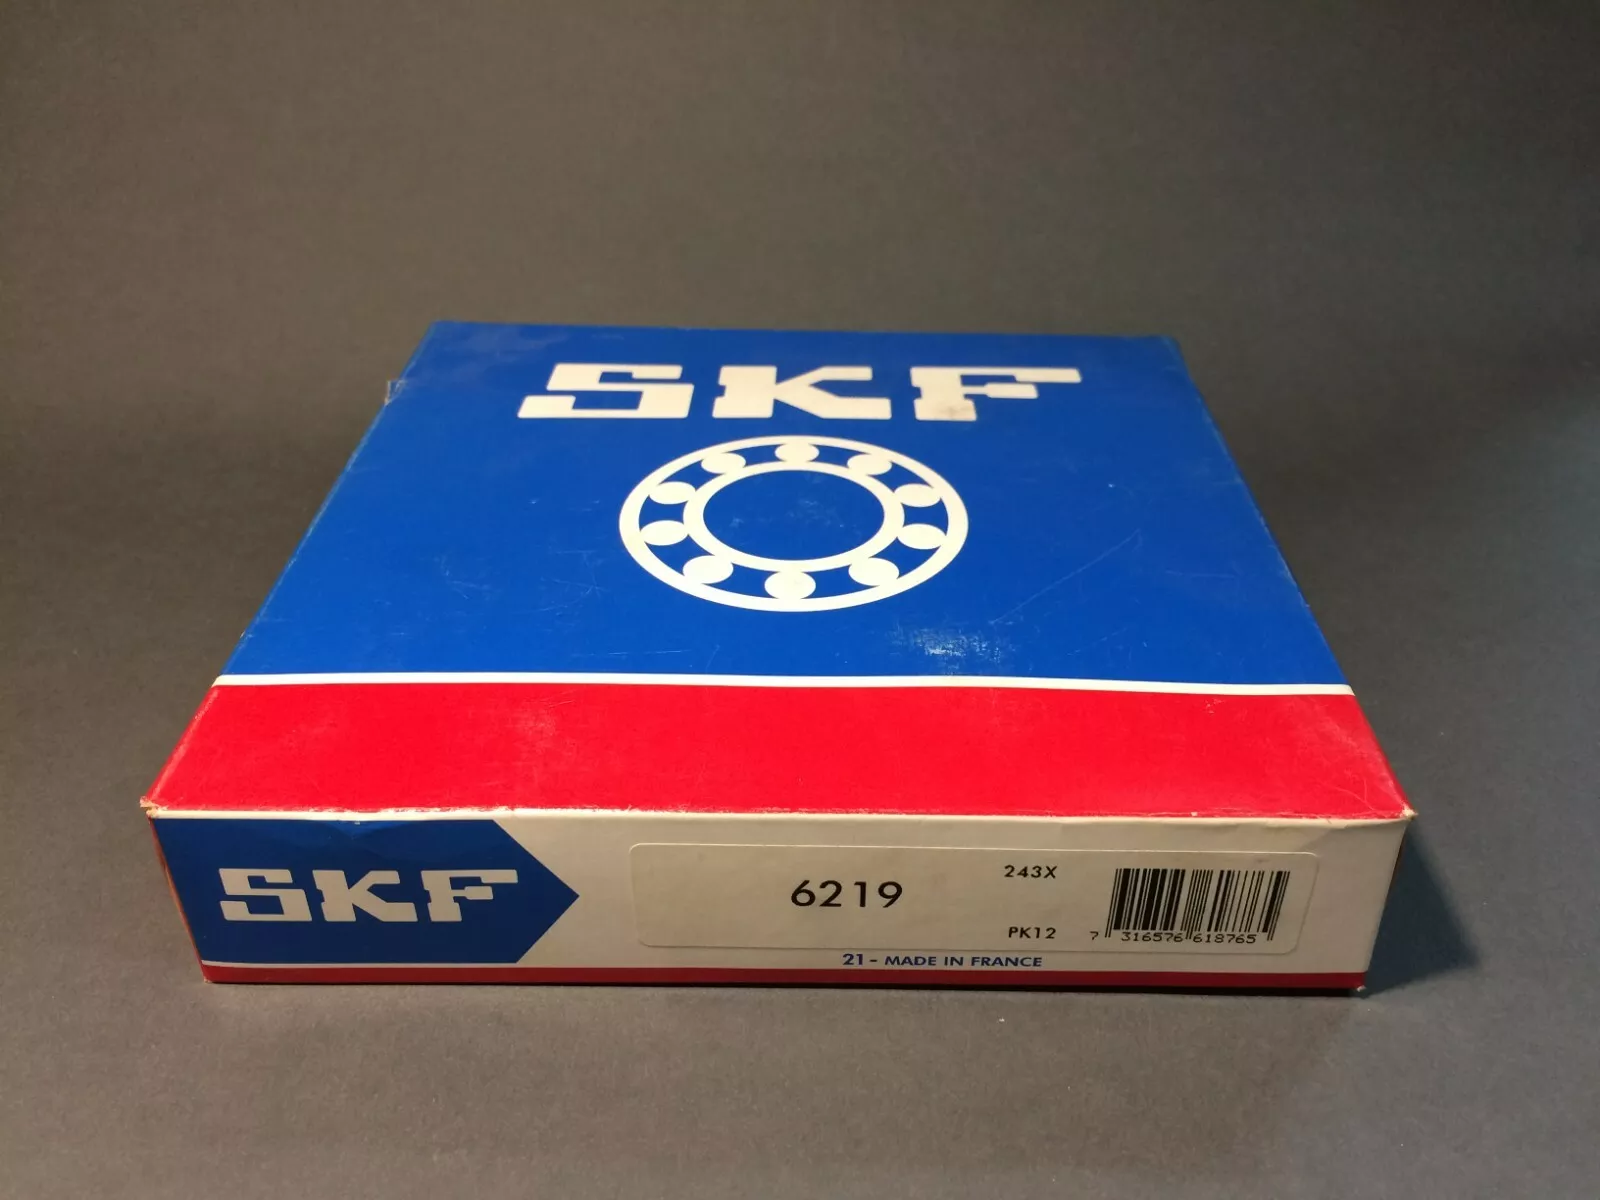 SKF
SKF
6219
243X
PK12
7 316576 618765
21 - MADE IN FRANCE